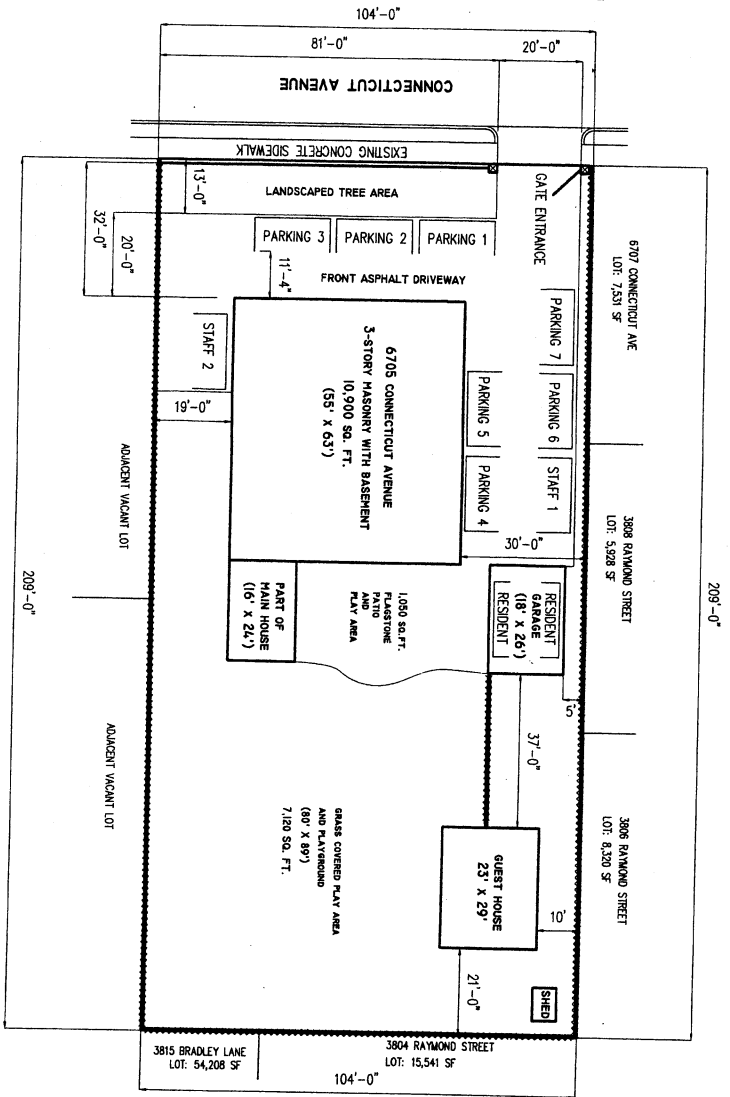 104'-0"
81'-0"
20'-0"
CONNECTICUT AVENUE
EXISTING CONCRETE SIDEWALK
13'-0"
LANDSCAPED TREE AREA
GATE ENTRANCE
32'-0"
20'-0"
PARKING 3
PARKING 2
PARKING 1
11'-4"
FRONT ASPHALT DRIVEWAY
6707 CONNECTICUT AVE
LOT: 7,531 SF
STAFF 2
19'-0"
6705 CONNECTICUT AVENUE
3-STORY MASONRY WITH BASEMENT
10,900 SQ. FT.
(55' X 63')
PARKING 7
PARKING 6
PARKING 5
STAFF 1
PARKING 4
30'-0"
ADJACENT VACANT LOT
3808 RAYMOND STREET
LOT: 5,928 SF
209'-0"
209'-0"
PART OF
MAIN HOUSE
(16' X 24')
1,050 SQ.FT.
FLAGSTONE
PATIO
AND
PLAY AREA
RESIDENT
GARAGE
(18' X 26')
RESIDENT
5'
37'-0"
ADJACENT VACANT LOT
GRASS COVERED PLAY AREA
AND PLAYGROUND
(80' X 89')
7,120 SQ. FT.
3806 RAYMOND STREET
LOT: 8,320 SF
GUEST HOUSE
23' X 29'
10'
21'-0"
SHED
3815 BRADLEY LANE
LOT: 54,208 SF
3804 RAYMOND STREET
LOT: 15,541 SF
104'-0"